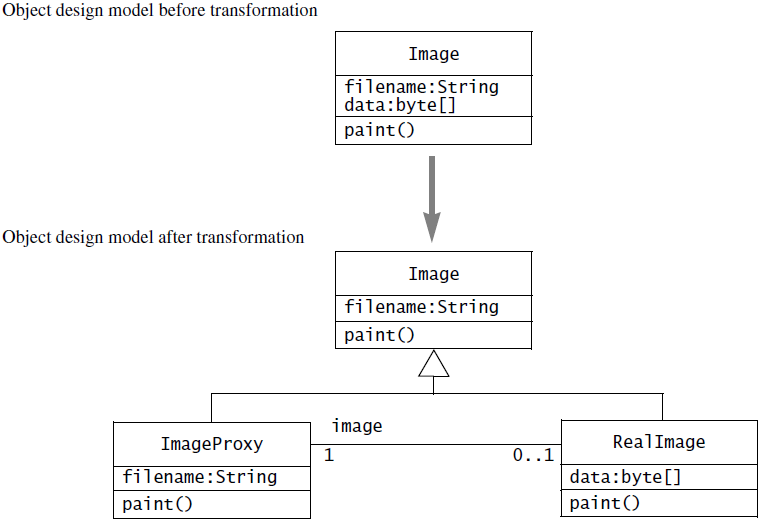 Object design model before transformation
Image
filename:String
data:byte[]
paint()
Object design model after transformation
Image
filename:String
paint()
image
ImageProxy
RealImage
1
0..1
filename:String
data:byte[]
paint()
paint()